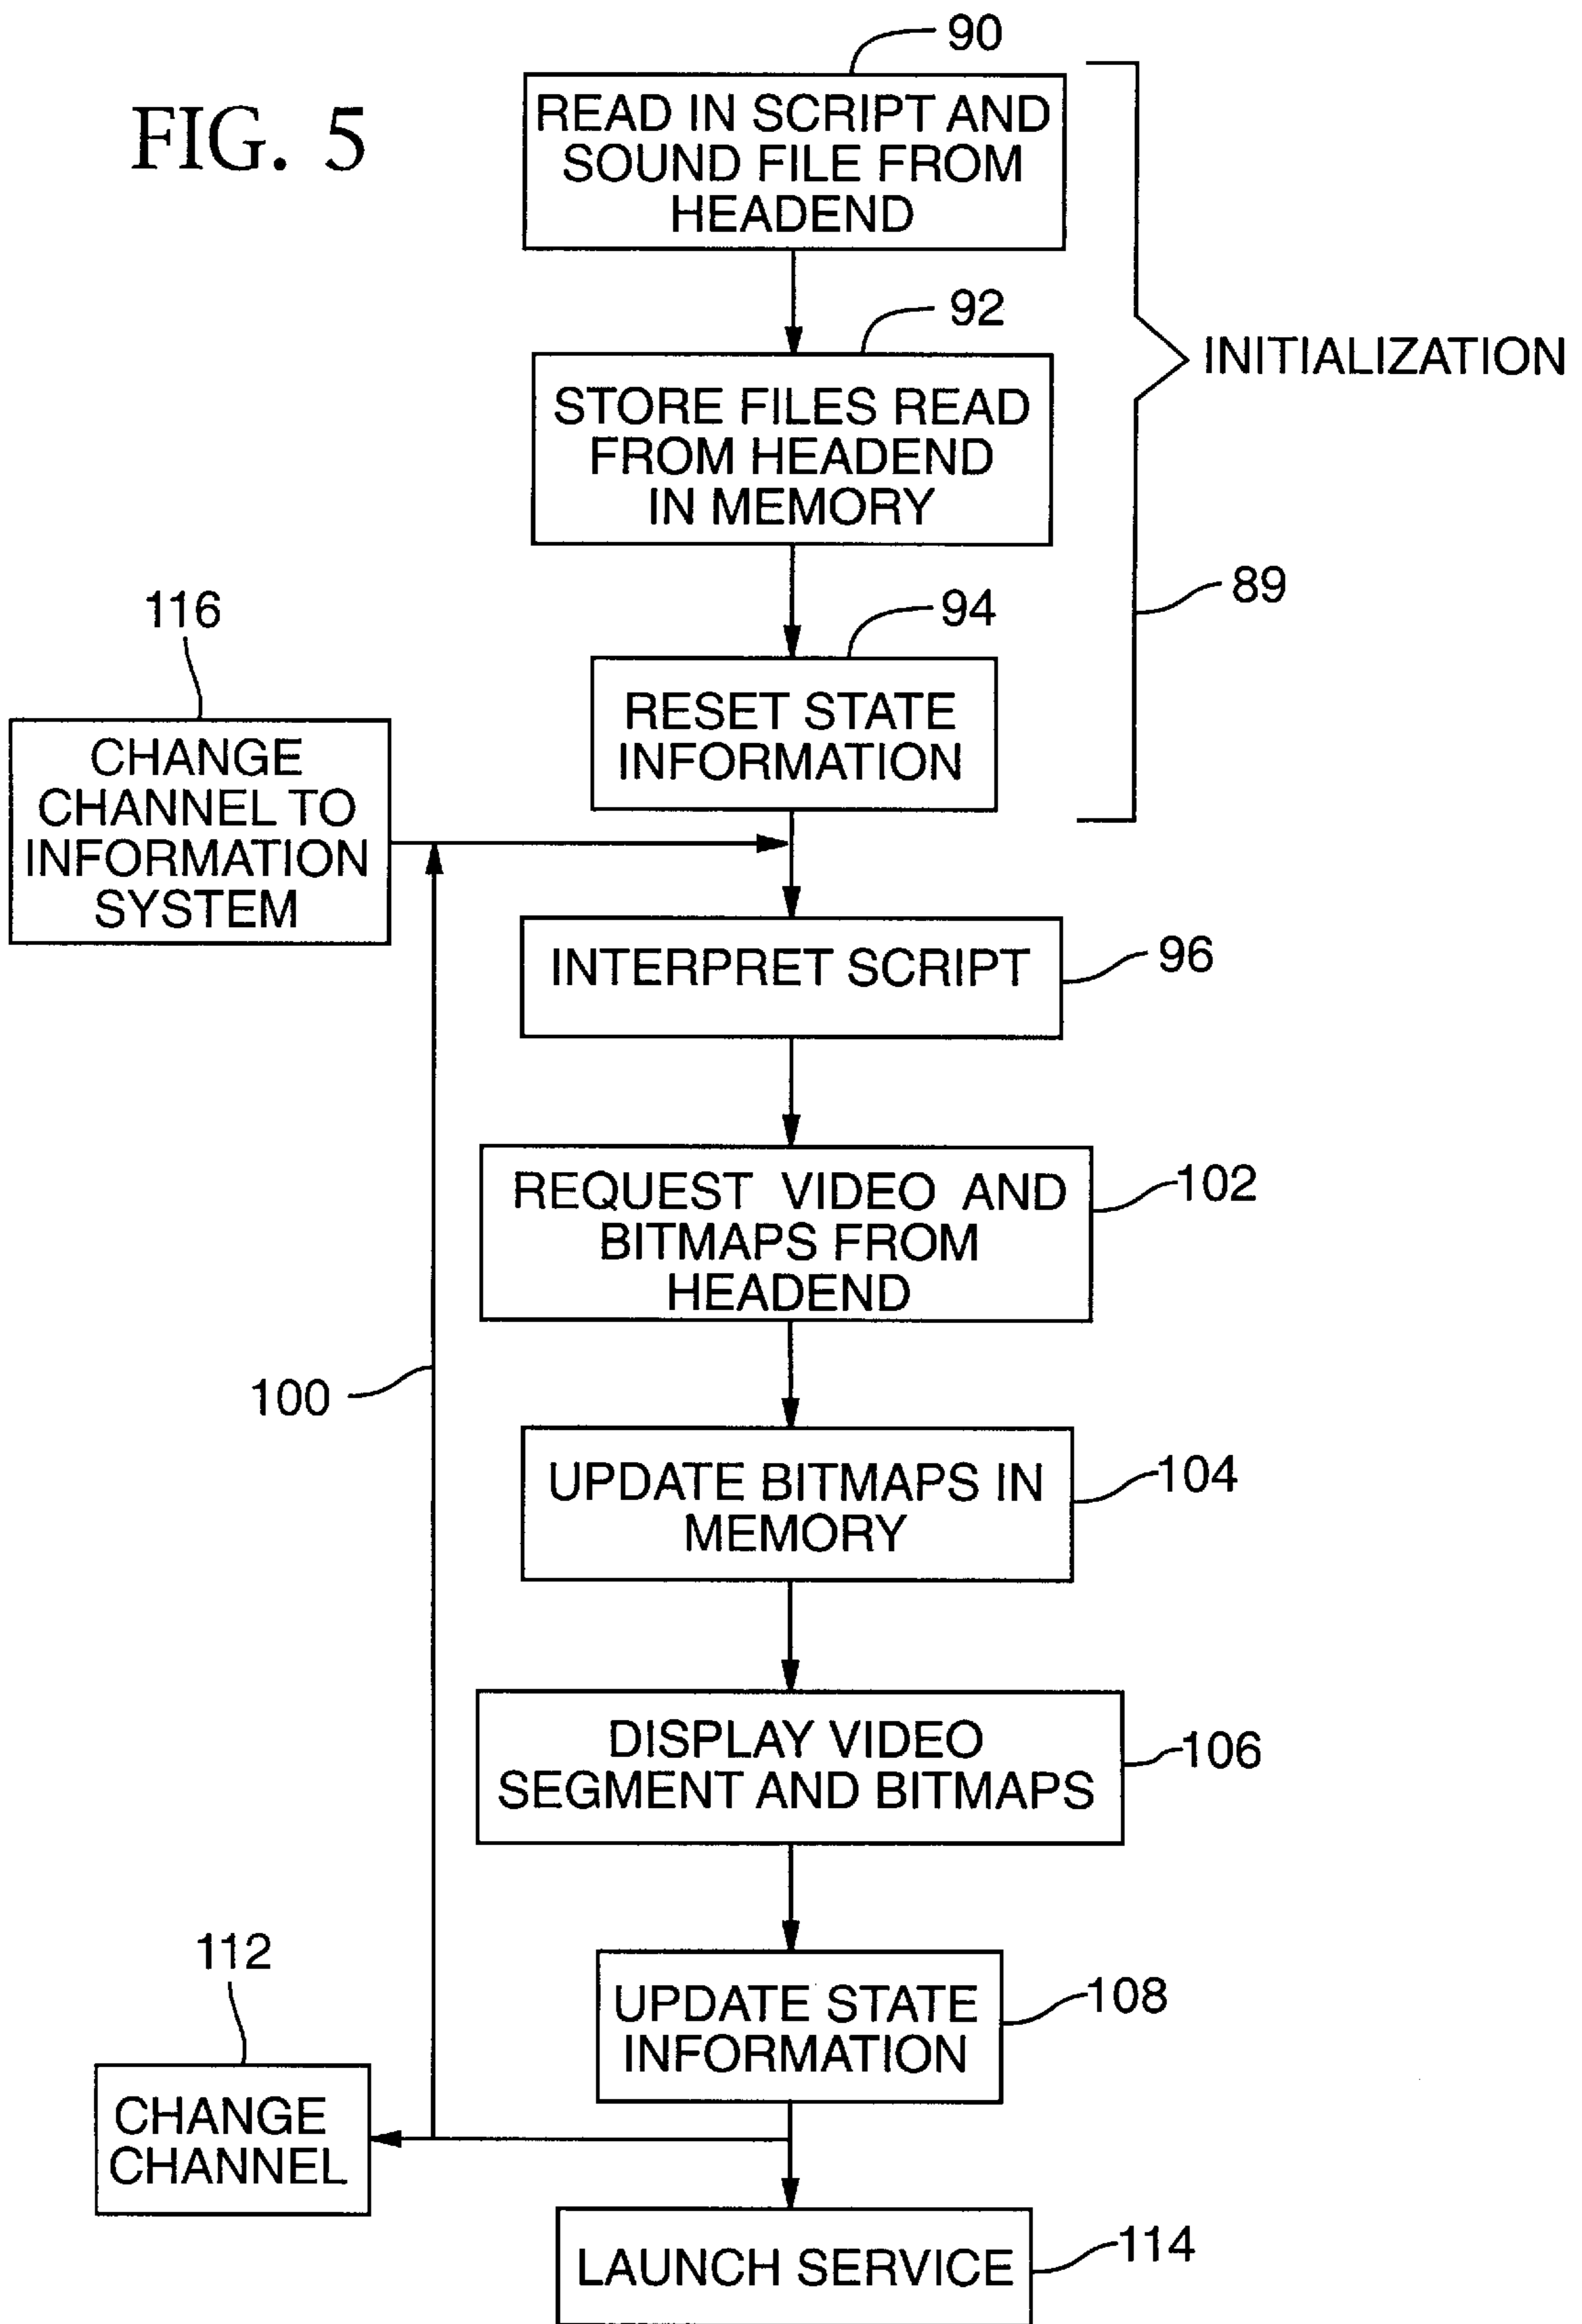 FIG. 5
90
READ IN SCRIPT AND
SOUND FILE FROM
HEADEND
92
STORE FILES READ
FROM HEADEND
IN MEMORY
INITIALIZATION
89
94
RESET STATE
INFORMATION
116
CHANGE
CHANNEL TO
INFORMATION
SYSTEM
INTERPRET SCRIPT
96
REQUEST VIDEO AND
BITMAPS FROM
HEADEND
102
100
UPDATE BITMAPS IN
MEMORY
104
DISPLAY VIDEO
SEGMENT AND BITMAPS
106
UPDATE STATE
INFORMATION
108
112
CHANGE
CHANNEL
LAUNCH SERVICE
114